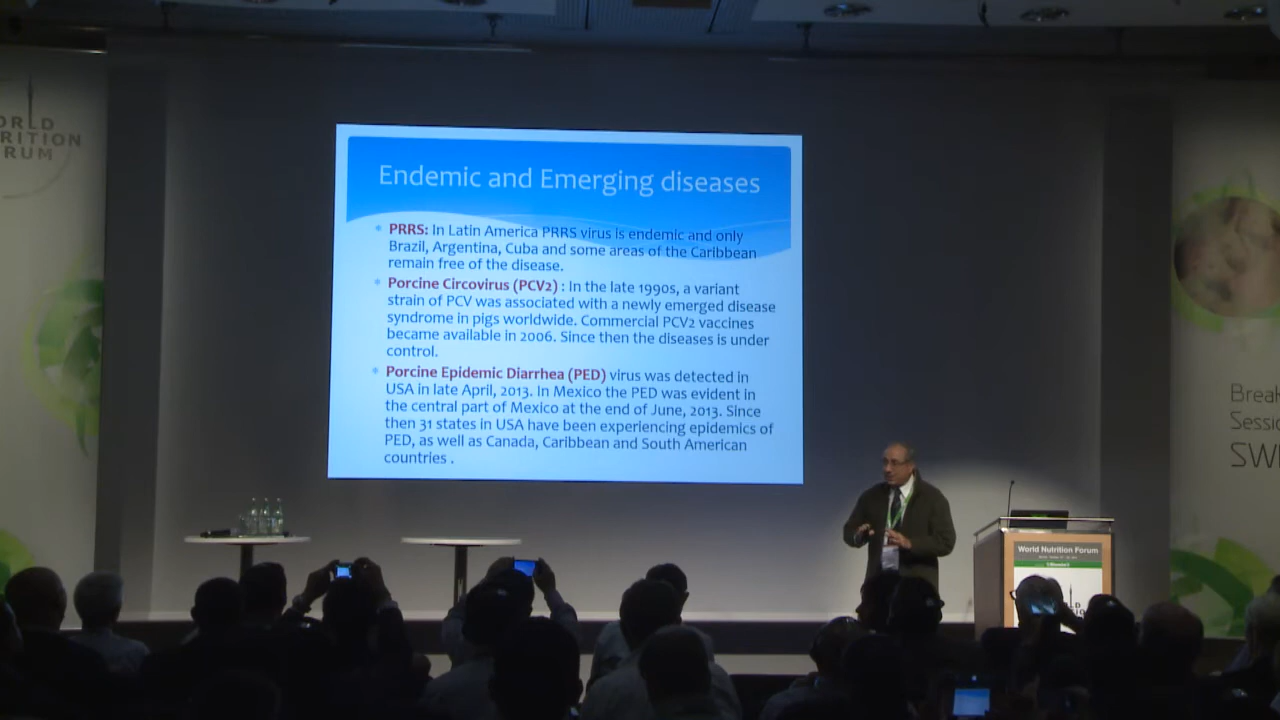 ORLD
RITION
RUM
Endemic and Emerging diseases
PRRS: In Latin America PRRS virus is endemic and only
Brazil, Argentina, Cuba and some areas of the Caribbean
remain free of the disease.
Porcine Circovirus (PCV2) : In the late 1990s, a variant
strain of PCV was associated with a newly emerged disease
syndrome in pigs worldwide. Commercial PCV2 vaccines
became available in 2006. Since then the diseases is under
control.
Porcine Epidemic Diarrhea (PED) virus was detected in
USA in late April, 2013. In Mexico the PED was evident in
the central part of Mexico at the end of June, 2013. Since
then 31 states in USA have been experiencing epidemics of
PED, as well as Canada, Caribbean and South American
countries .
Break
Sessio
SWI
World Nutrition Forum